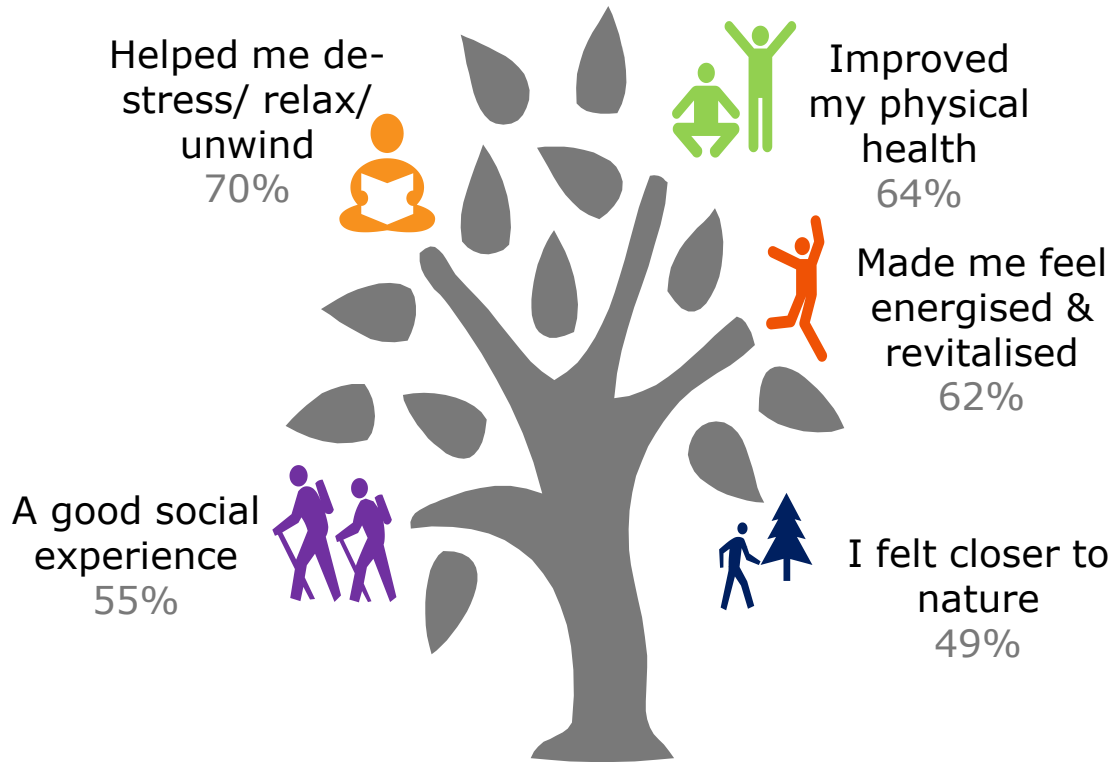 Helped me de-
stress/ relax/
unwind
70%
Improved
my physical
health
64%
Made me feel
energised &
revitalised
62%
A good social
experience
55%
I felt closer to
nature
49%